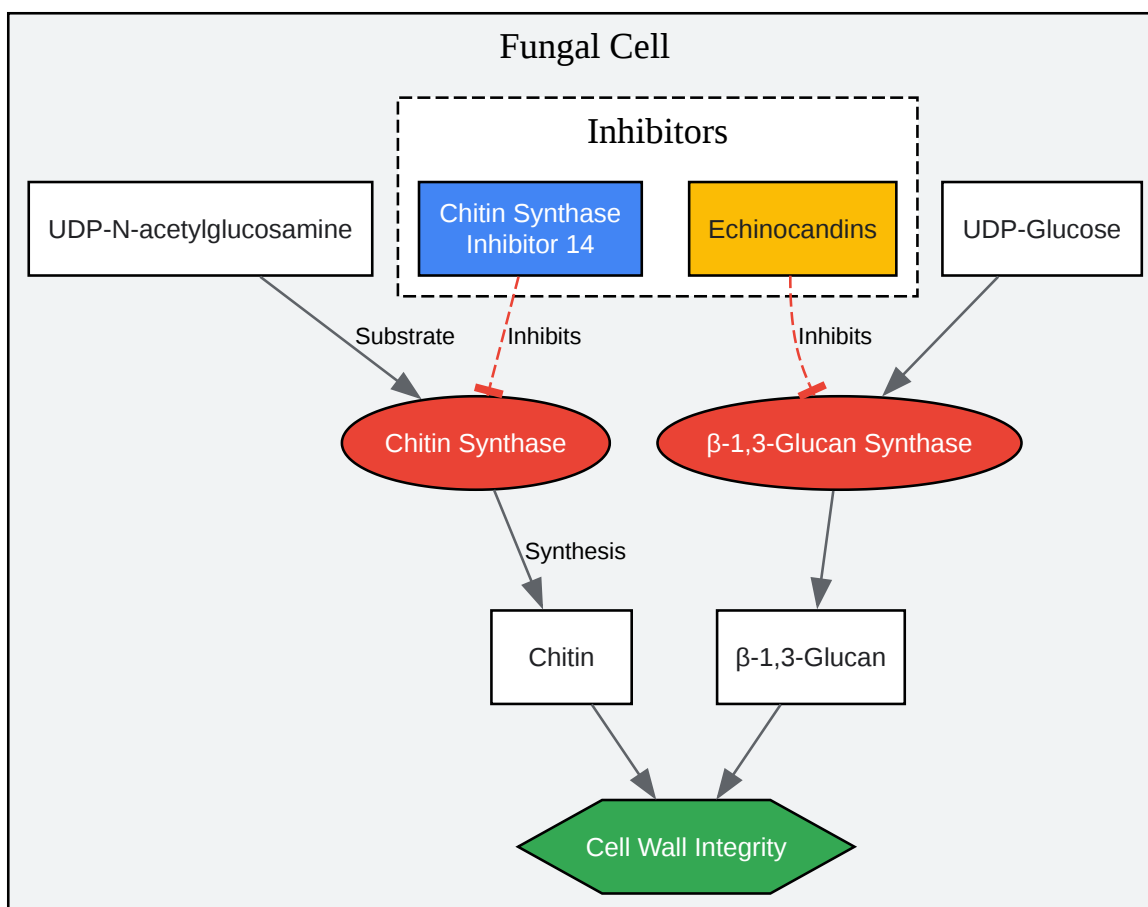 Fungal Cell
Inhibitors
UDP-N-acetylglucosamine
Chitin Synthase
Inhibitor 14
Echinocandins
UDP-Glucose
Substrate
Inhibits
Inhibits
Chitin Synthase
β-1,3-Glucan Synthase
Synthesis
Chitin
β-1,3-Glucan
Cell Wall Integrity